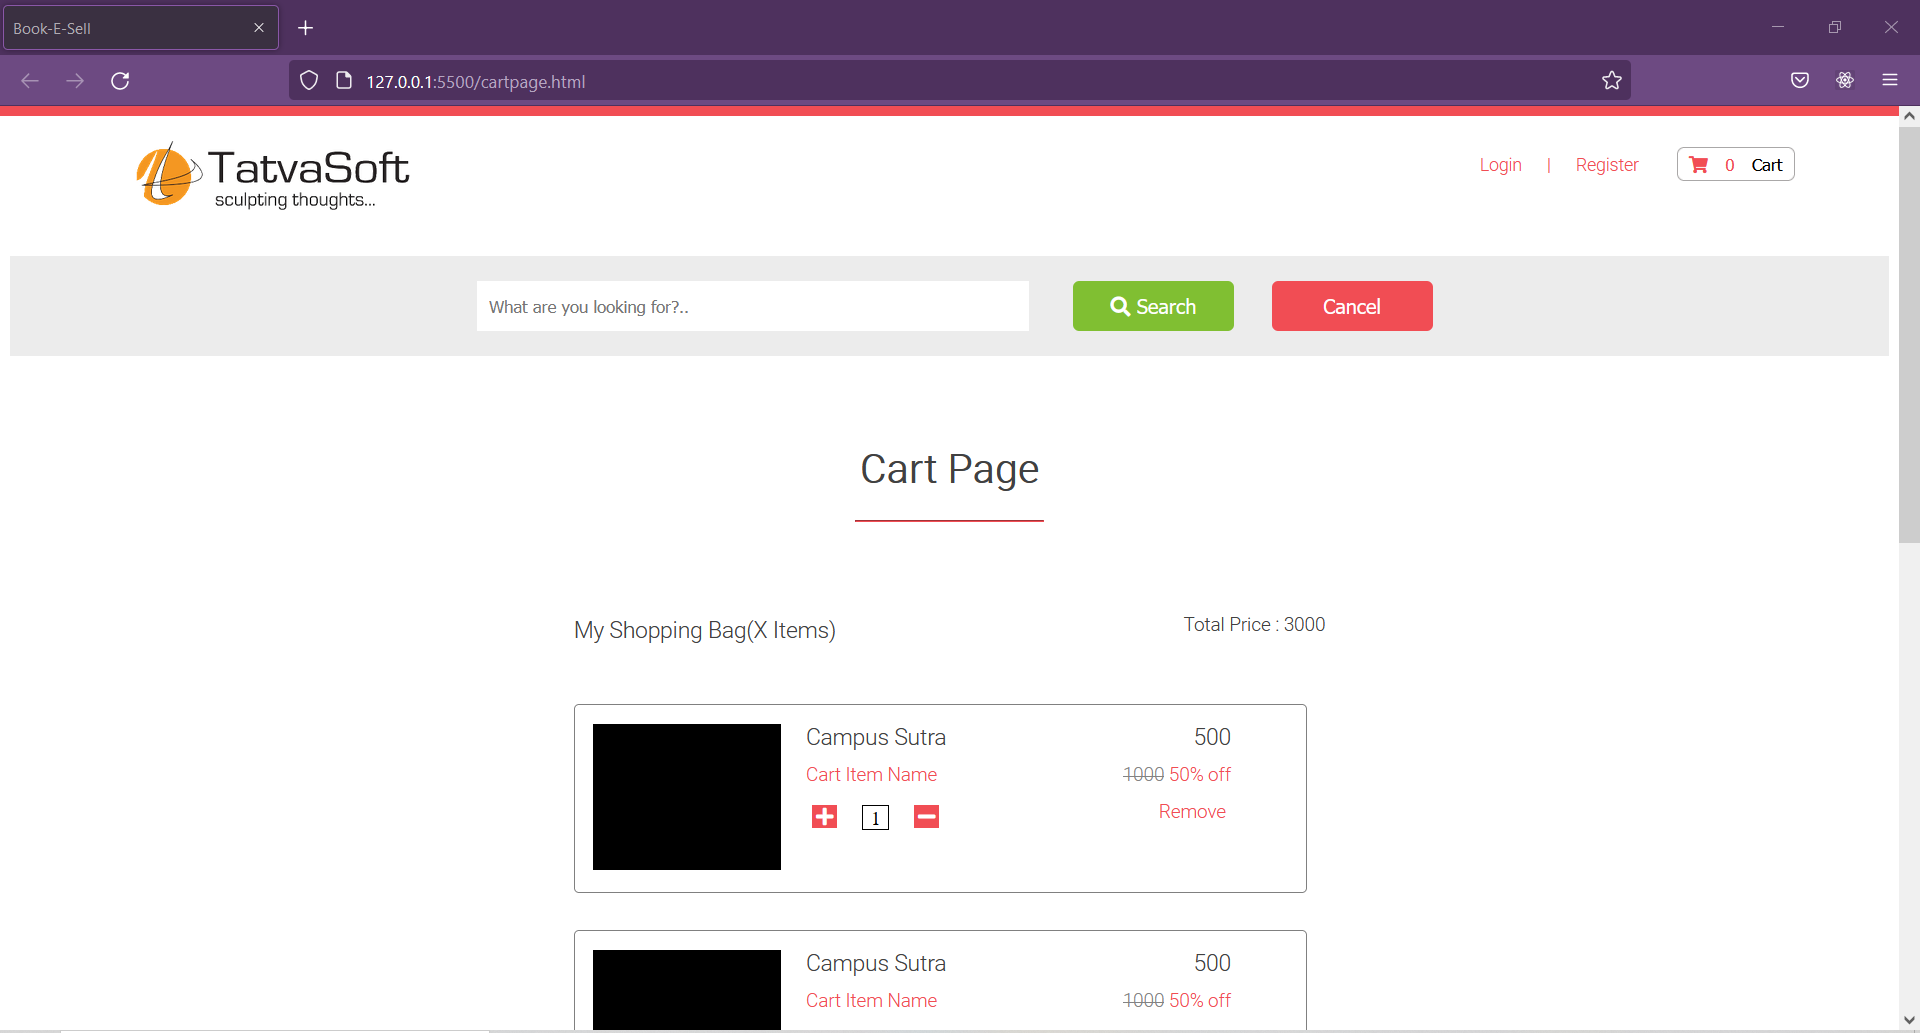 Book-E-Sell
127.0.0.1:5500/cartpage.html
TatvaSoft
sculpting thoughts...
Login | Register 0 Cart
What are you looking for?.. Search Cancel
Cart Page
My Shopping Bag(X Items) Total Price : 3000
Campus Sutra 500
Cart Item Name 1000 50% off
1 Remove
Campus Sutra 500
Cart Item Name 1000 50% off